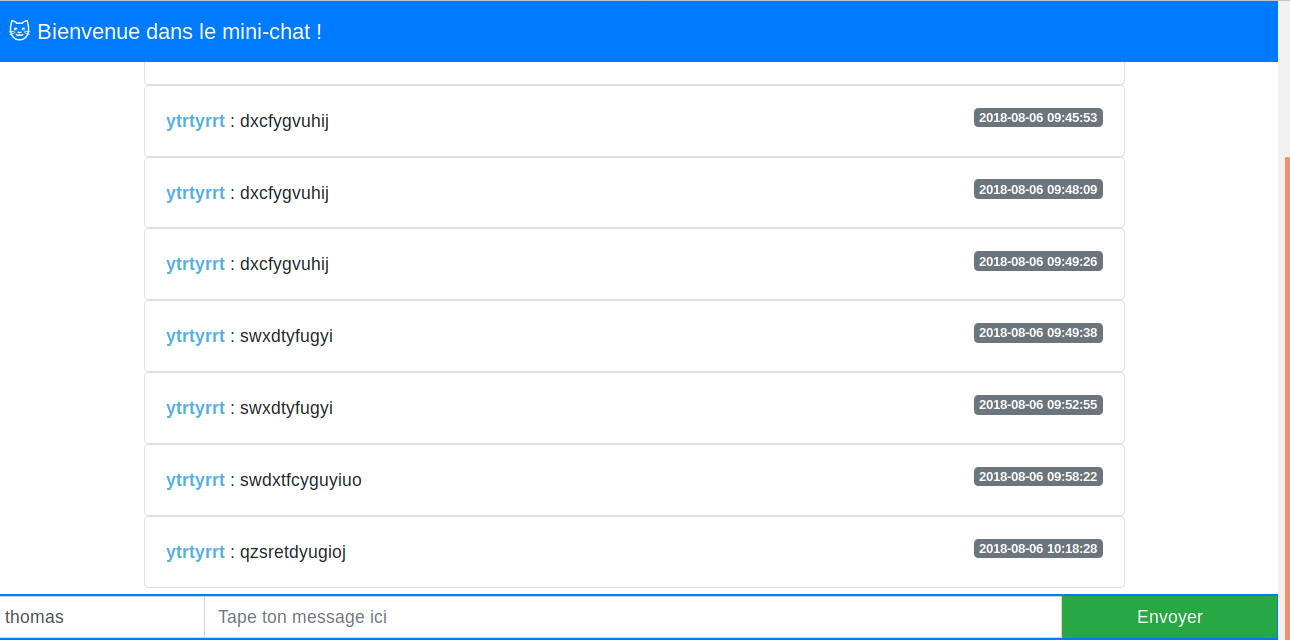 Bienvenue dans le mini-chat !
ytrtyrrt : dxcfygvuhij 2018-08-06 09:45:53
ytrtyrrt : dxcfygvuhij 2018-08-06 09:48:09
ytrtyrrt : dxcfygvuhij 2018-08-06 09:49:26
ytrtyrrt : swxdtyfugyi 2018-08-06 09:49:38
ytrtyrrt : swxdtyfugyi 2018-08-06 09:52:55
ytrtyrrt : swdxtfcyguyiuo 2018-08-06 09:58:22
ytrtyrrt : qzsretdyugioj 2018-08-06 10:18:28
thomas Tape ton message ici Envoyer